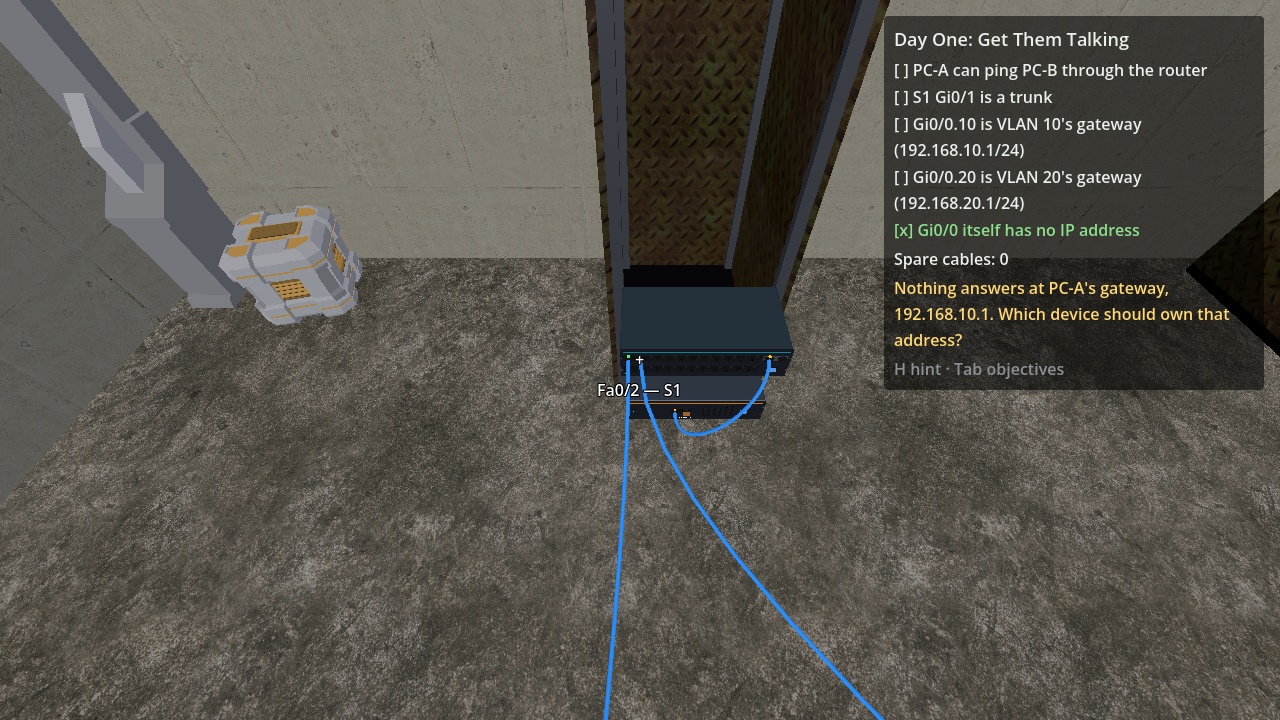 Day One: Get Them Talking
[ ] PC-A can ping PC-B through the router
[ ] S1 Gi0/1 is a trunk
[ ] Gi0/0.10 is VLAN 10's gateway
(192.168.10.1/24)
[ ] Gi0/0.20 is VLAN 20's gateway
(192.168.20.1/24)
[x] Gi0/0 itself has no IP address
Spare cables: 0
Nothing answers at PC-A's gateway,
192.168.10.1. Which device should own that
address?
H hint · Tab objectives
Fa0/2 — S1